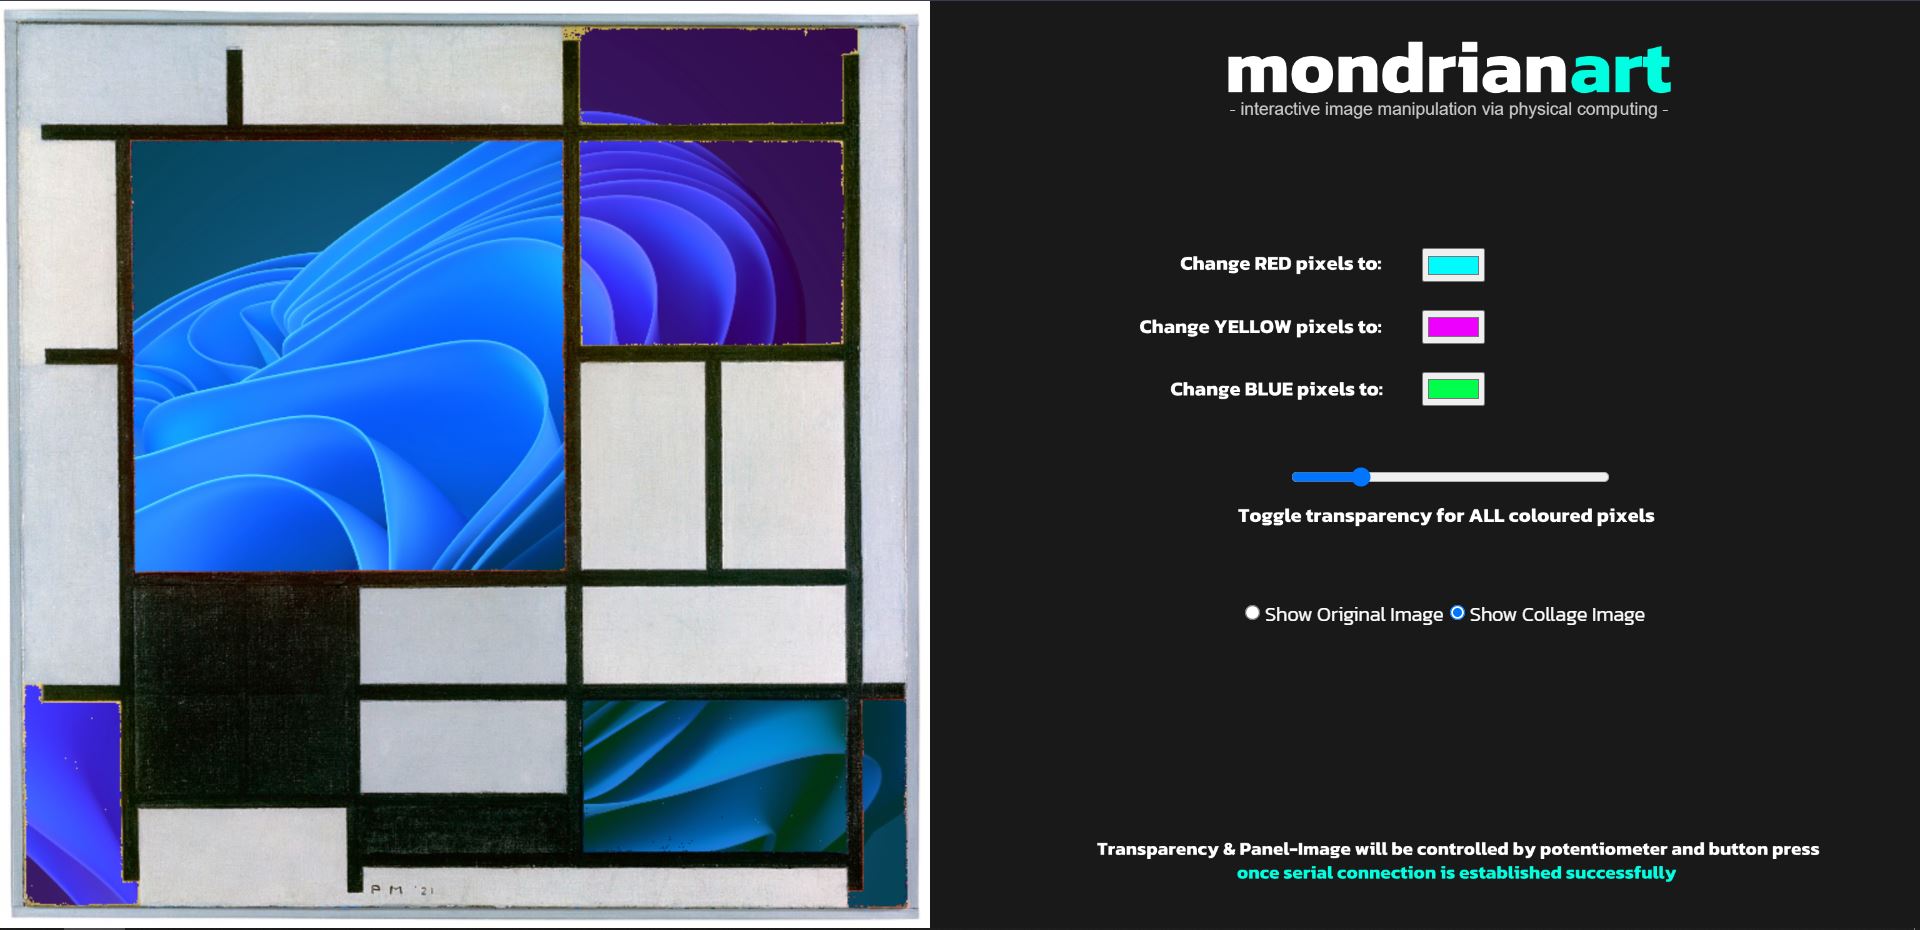 mondrianart
- interactive image manipulation via physical computing -
Change RED pixels to:
Change YELLOW pixels to:
Change BLUE pixels to:
Toggle transparency for ALL coloured pixels
Show Original Image Show Collage Image
P M '21
Transparency & Panel-Image will be controlled by potentiometer and button press
once serial connection is established successfully